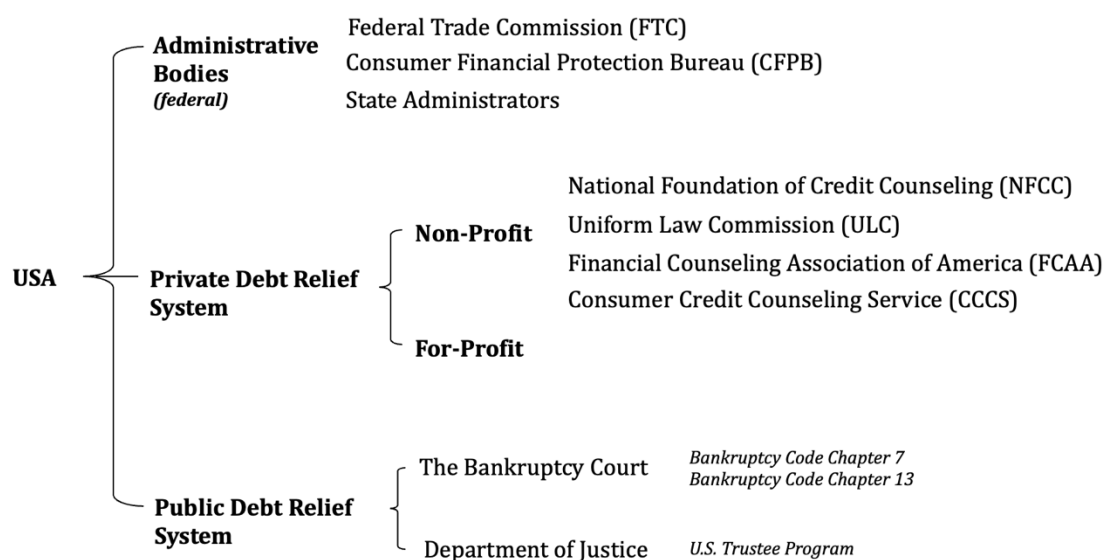 Federal Trade Commission (FTC)
Administrative
Bodies
(federal)
Consumer Financial Protection Bureau (CFPB)
State Administrators
USA
Private Debt Relief
System
Non-Profit
National Foundation of Credit Counseling (NFCC)
Uniform Law Commission (ULC)
Financial Counseling Association of America (FCAA)
Consumer Credit Counseling Service (CCCS)
For-Profit
Public Debt Relief
System
The Bankruptcy Court
Bankruptcy Code Chapter 7
Bankruptcy Code Chapter 13
Department of Justice
U.S. Trustee Program